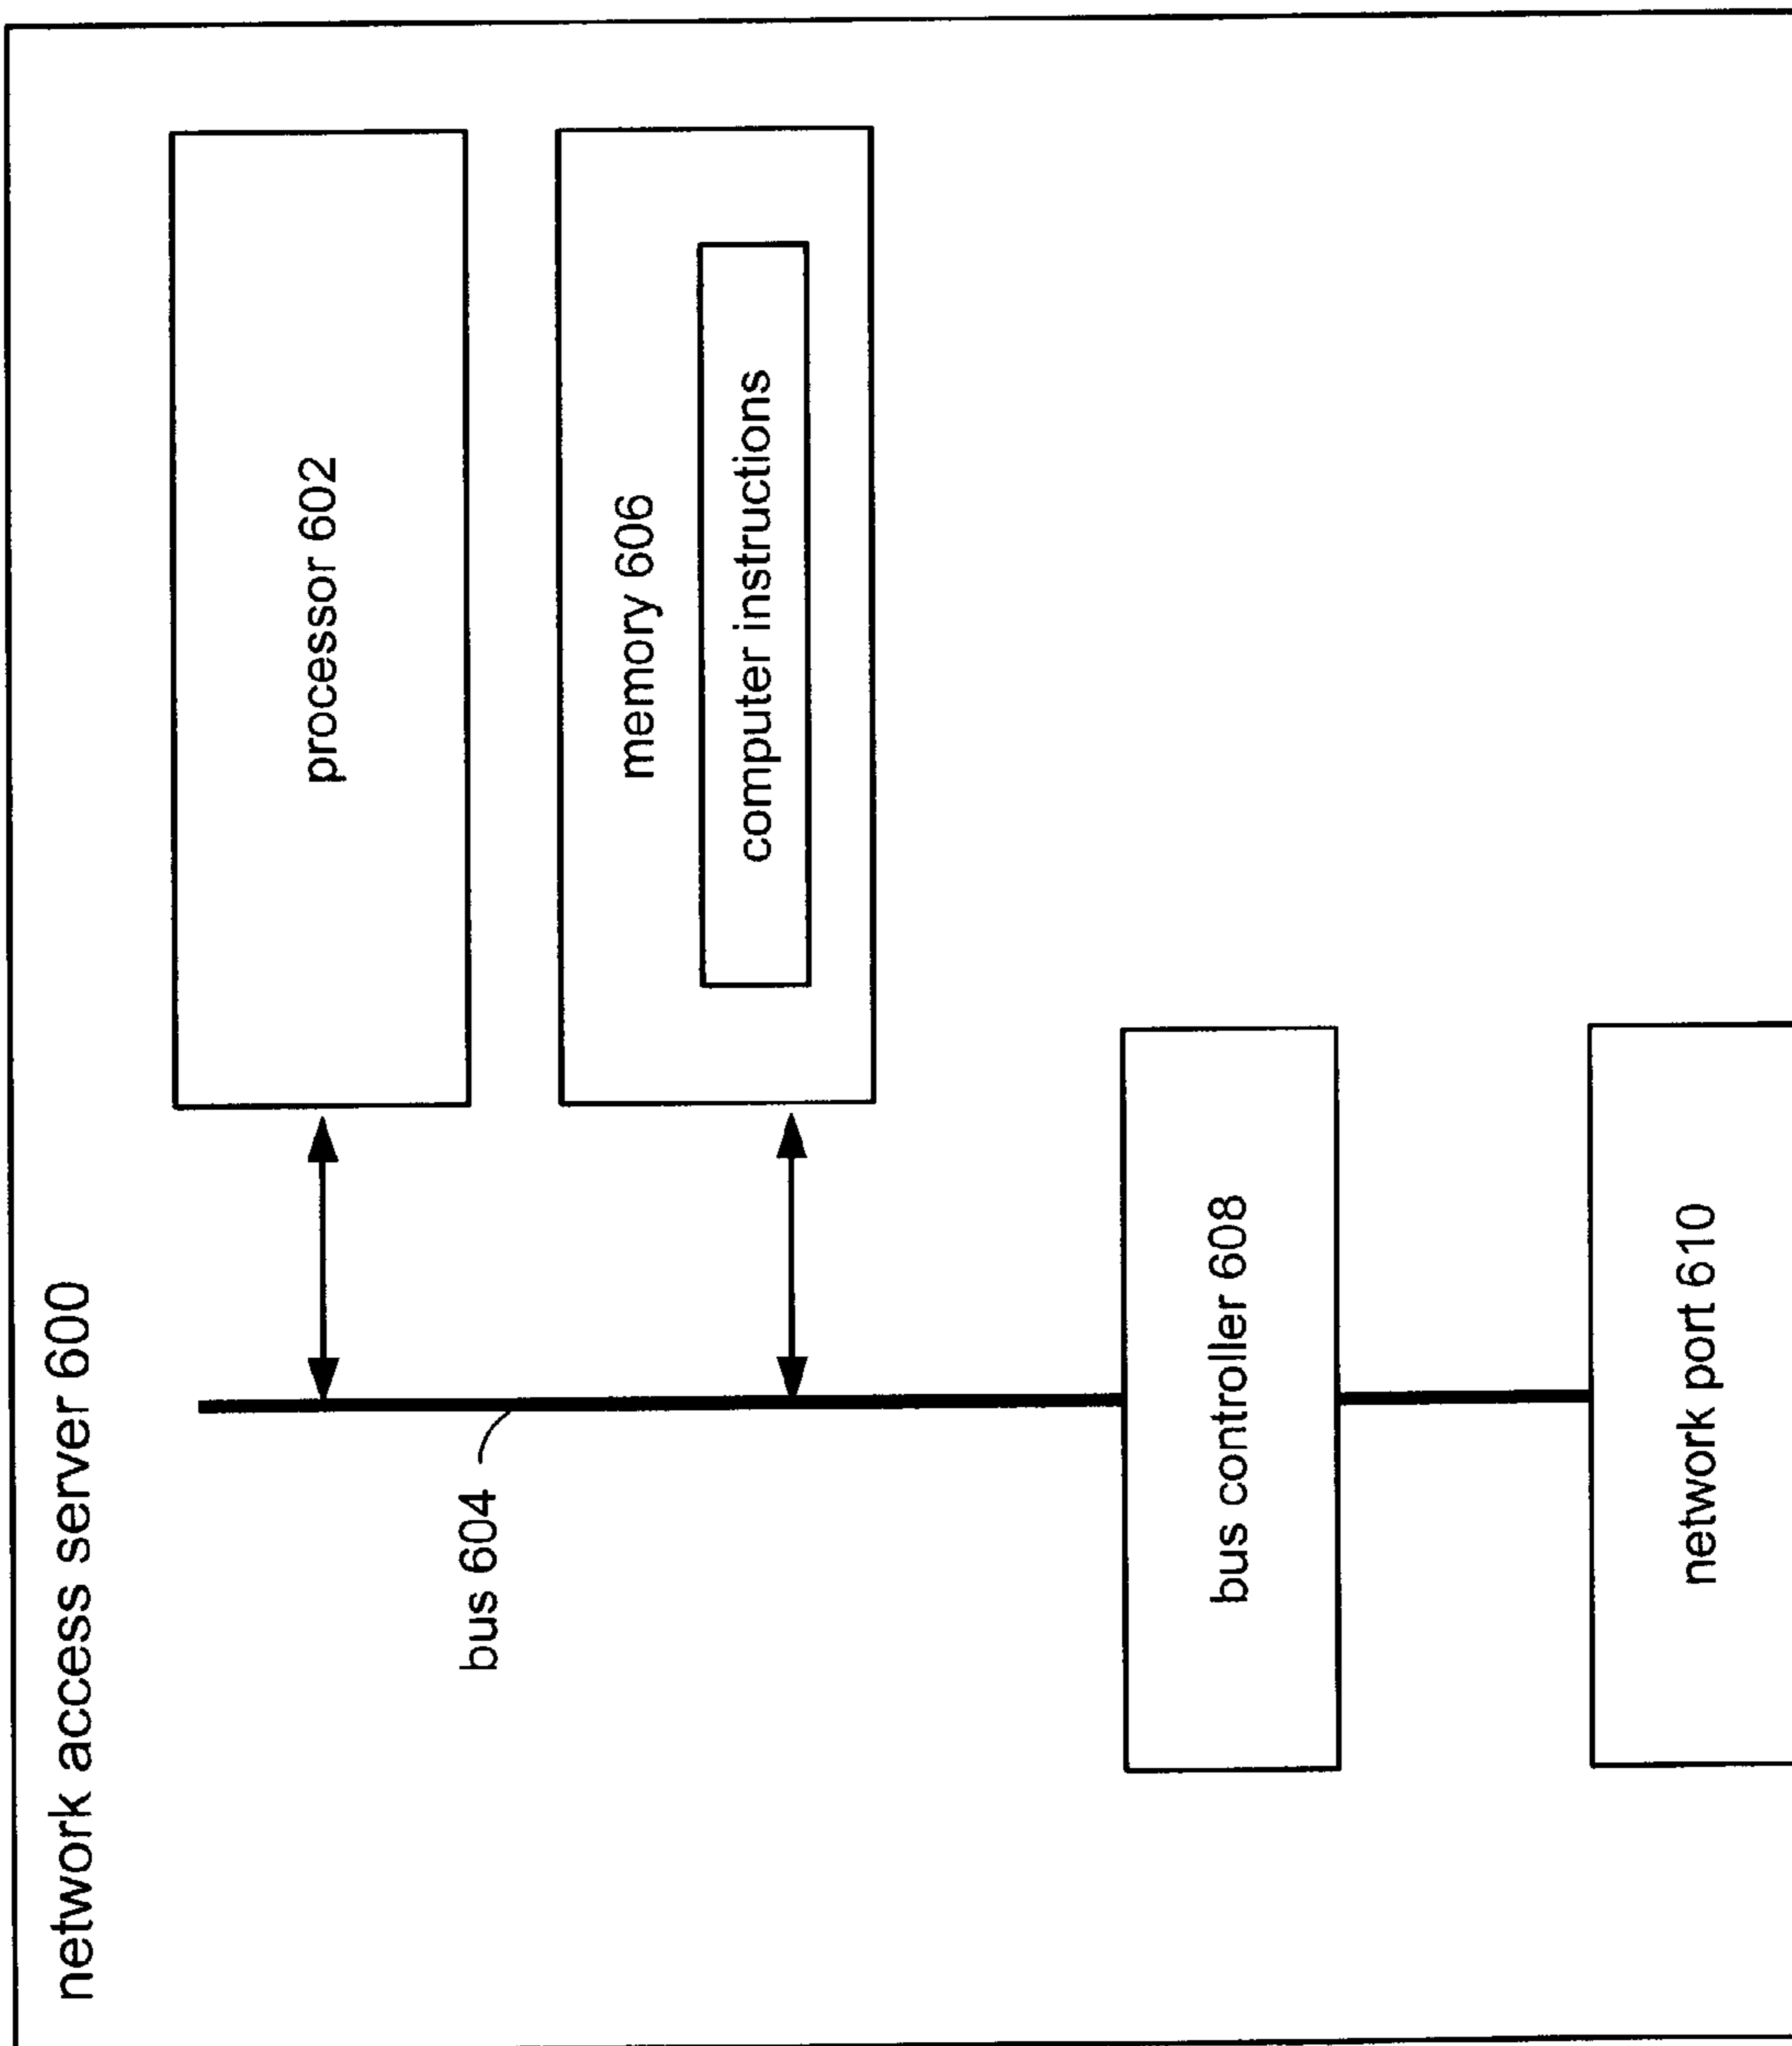 network access server 600
processor 602
bus 604
memory 606
computer instructions
bus controller 608
network port 610